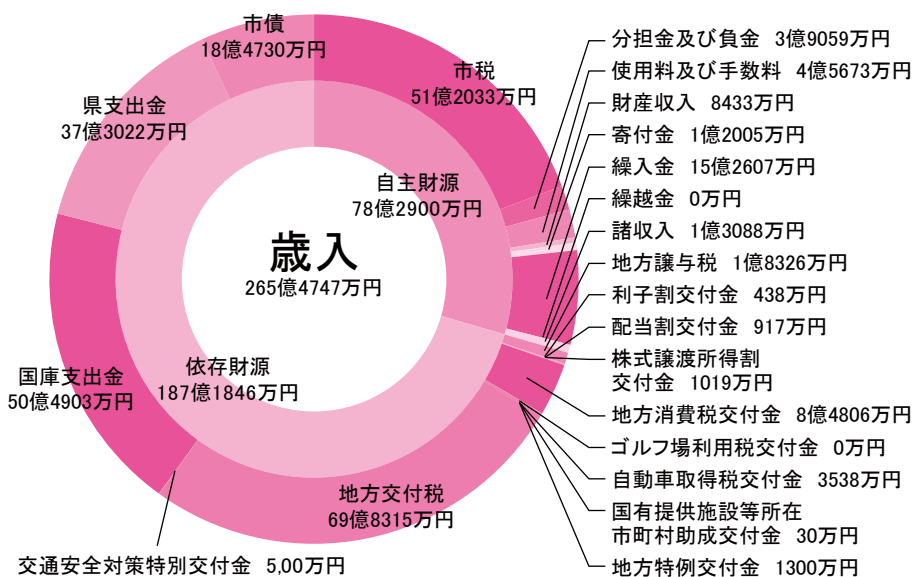 歳入
265億4747万円
自主財源
78億2900万円
依存財源
187億1846万円
市税
51億2033万円
分担金及び負金 3億9059万円
使用料及び手数料 4億5673万円
財産収入 8433万円
寄付金 1億2005万円
繰入金 15億2607万円
繰越金 0万円
諸収入 1億3088万円
地方譲与税 1億8326万円
利子割交付金 438万円
配当割交付金 917万円
株式譲渡所得割
交付金 1019万円
地方消費税交付金 8億4806万円
ゴルフ場利用税交付金 0万円
自動車取得税交付金 3538万円
国有提供施設等所在
市町村助成交付金 30万円
地方特例交付金 1300万円
地方交付税
69億8315万円
交通安全対策特別交付金 5,00万円
国庫支出金
50億4903万円
県支出金
37億3022万円
市債
18億4730万円